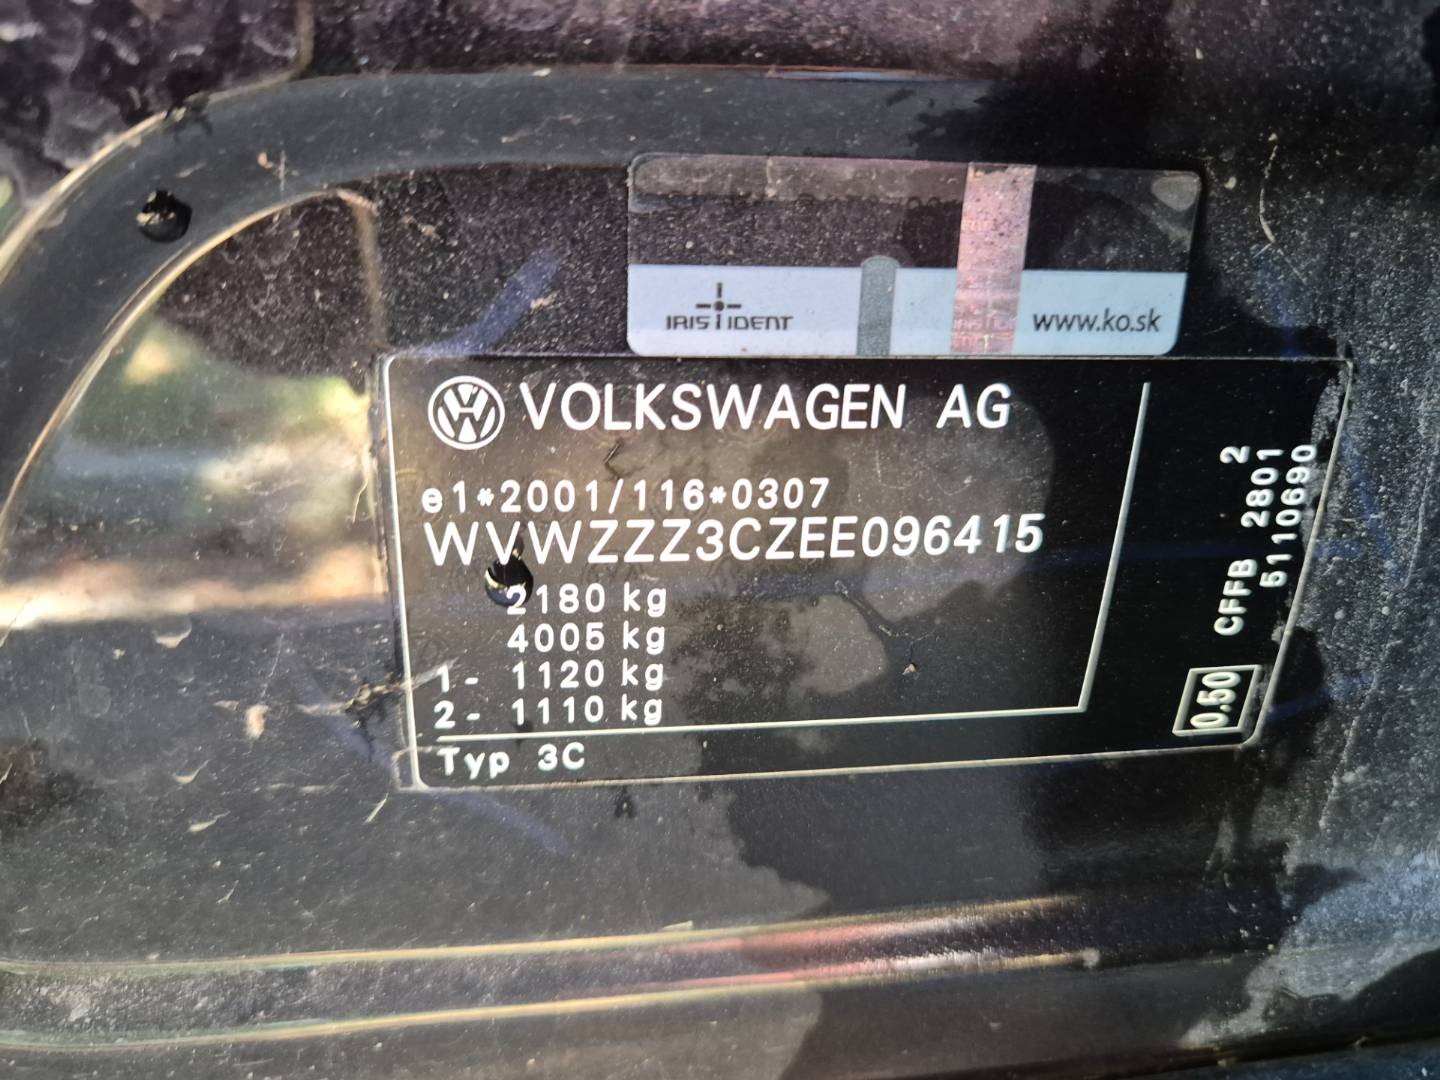 IRIS IDENT
www.ko.sk
VOLKSWAGEN AG
e1*2001/116*0307
WVWZZZ3CZEE096415
2180 kg
4005 kg
1- 1120 kg
2- 1110 kg
Typ 3C
CFFB 2
2801
5110690
0.50